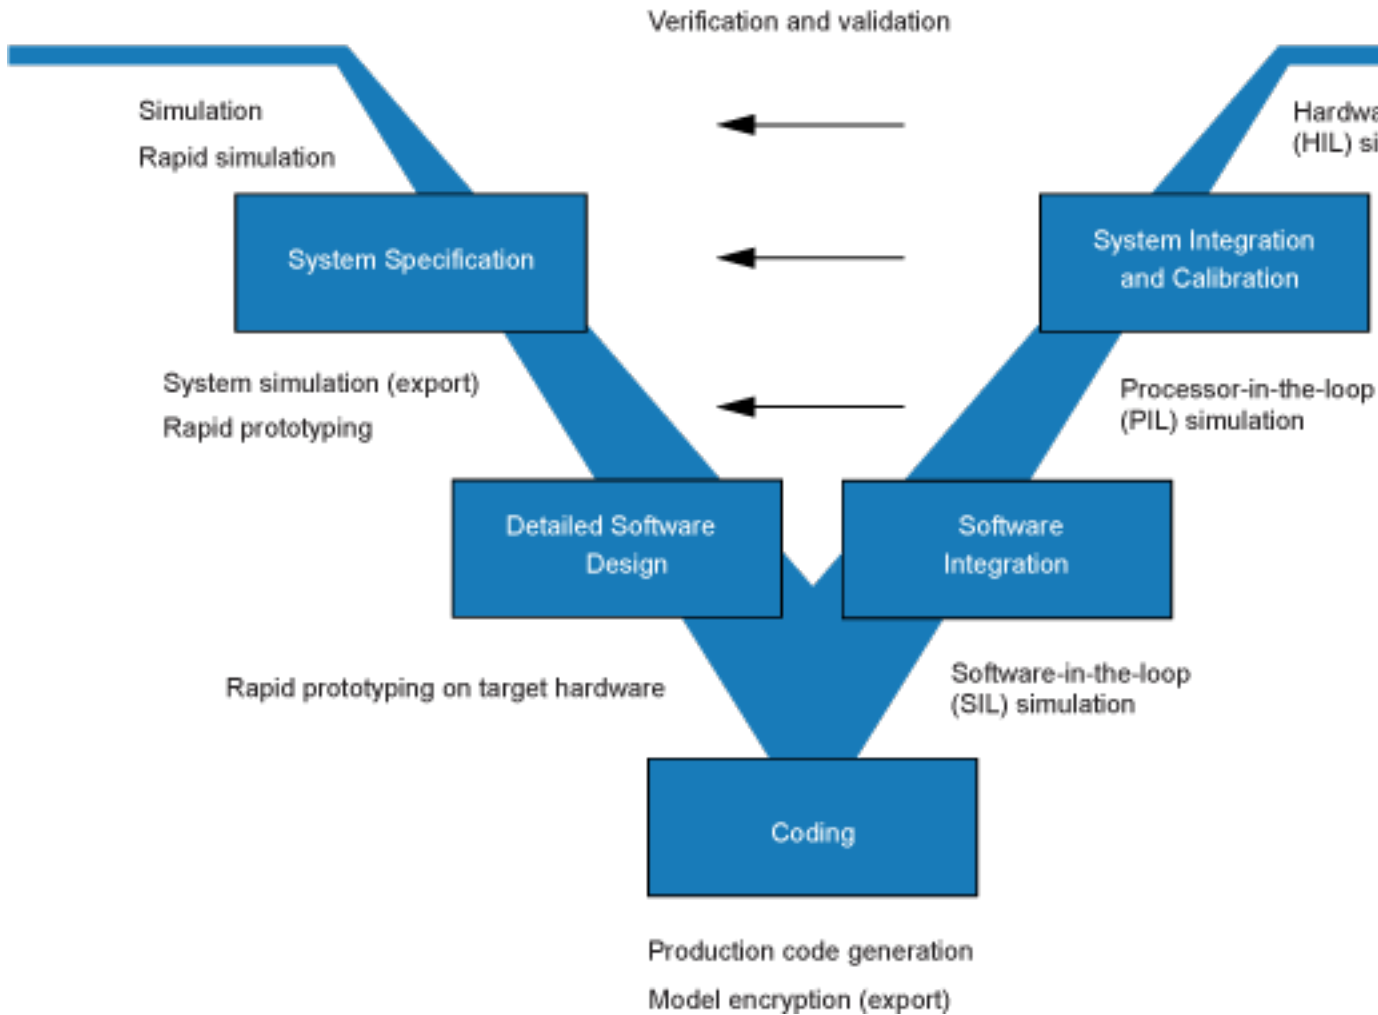 Verification and validation
Simulation
Rapid simulation
(HIL)
System Specification
System Integration
and Calibration
System simulation (export)
Rapid prototyping
Processor-in-the-loop
(PIL) simulation
Detailed Software
Design
Software
Integration
Rapid prototyping on target hardware
Software-in-the-loop
(SIL) simulation
Coding
Production code generation
Model encryption (export)